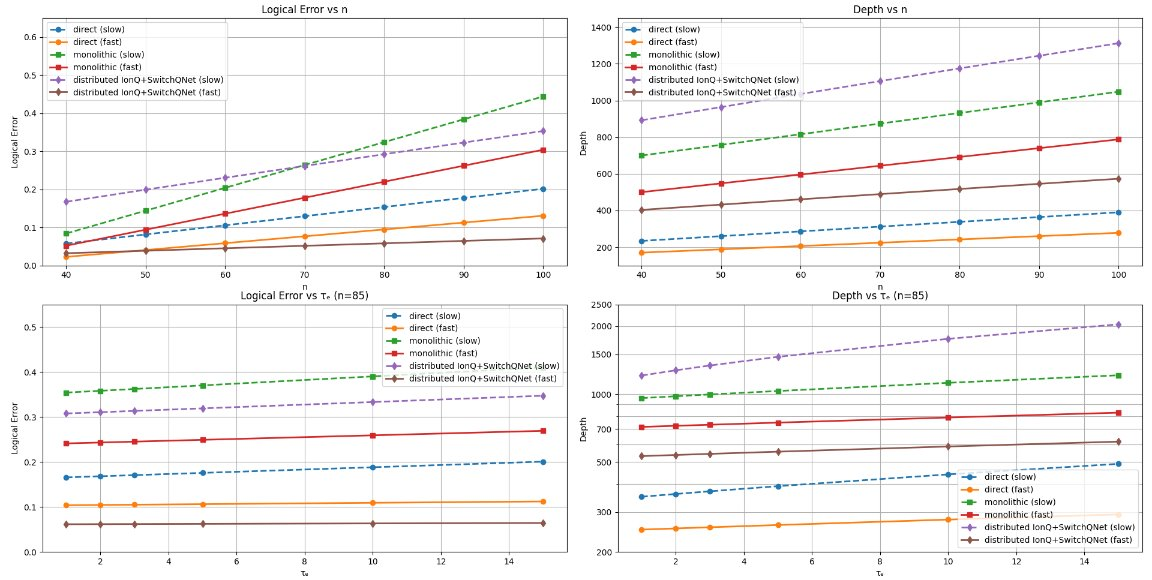 Logical Error vs n
0.6
0.5
0.4
0.3
0.2
0.1
0.0
Logical Error
direct (slow)
direct (fast)
monolithic (slow)
monolithic (fast)
distributed IonQ+SwitchQNet (slow)
distributed IonQ+SwitchQNet (fast)
40 50 60 70 80 90 100
n
Depth vs n
1400
1200
1000
800
600
400
200
Depth
direct (slow)
direct (fast)
monolithic (slow)
monolithic (fast)
distributed IonQ+SwitchQNet (slow)
distributed IonQ+SwitchQNet (fast)
40 50 60 70 80 90 100
n
Logical Error vs τₑ (n=85)
0.5
0.4
0.3
0.2
0.1
0.0
Logical Error
direct (slow)
direct (fast)
monolithic (slow)
monolithic (fast)
distributed IonQ+SwitchQNet (slow)
distributed IonQ+SwitchQNet (fast)
2 4 6 8 10 12 14
τₑ
Depth vs τₑ (n=85)
2500
2000
1500
1000
700
500
300
200
Depth
direct (slow)
direct (fast)
monolithic (slow)
monolithic (fast)
distributed IonQ+SwitchQNet (slow)
distributed IonQ+SwitchQNet (fast)
2 4 6 8 10 12 14
τₑ